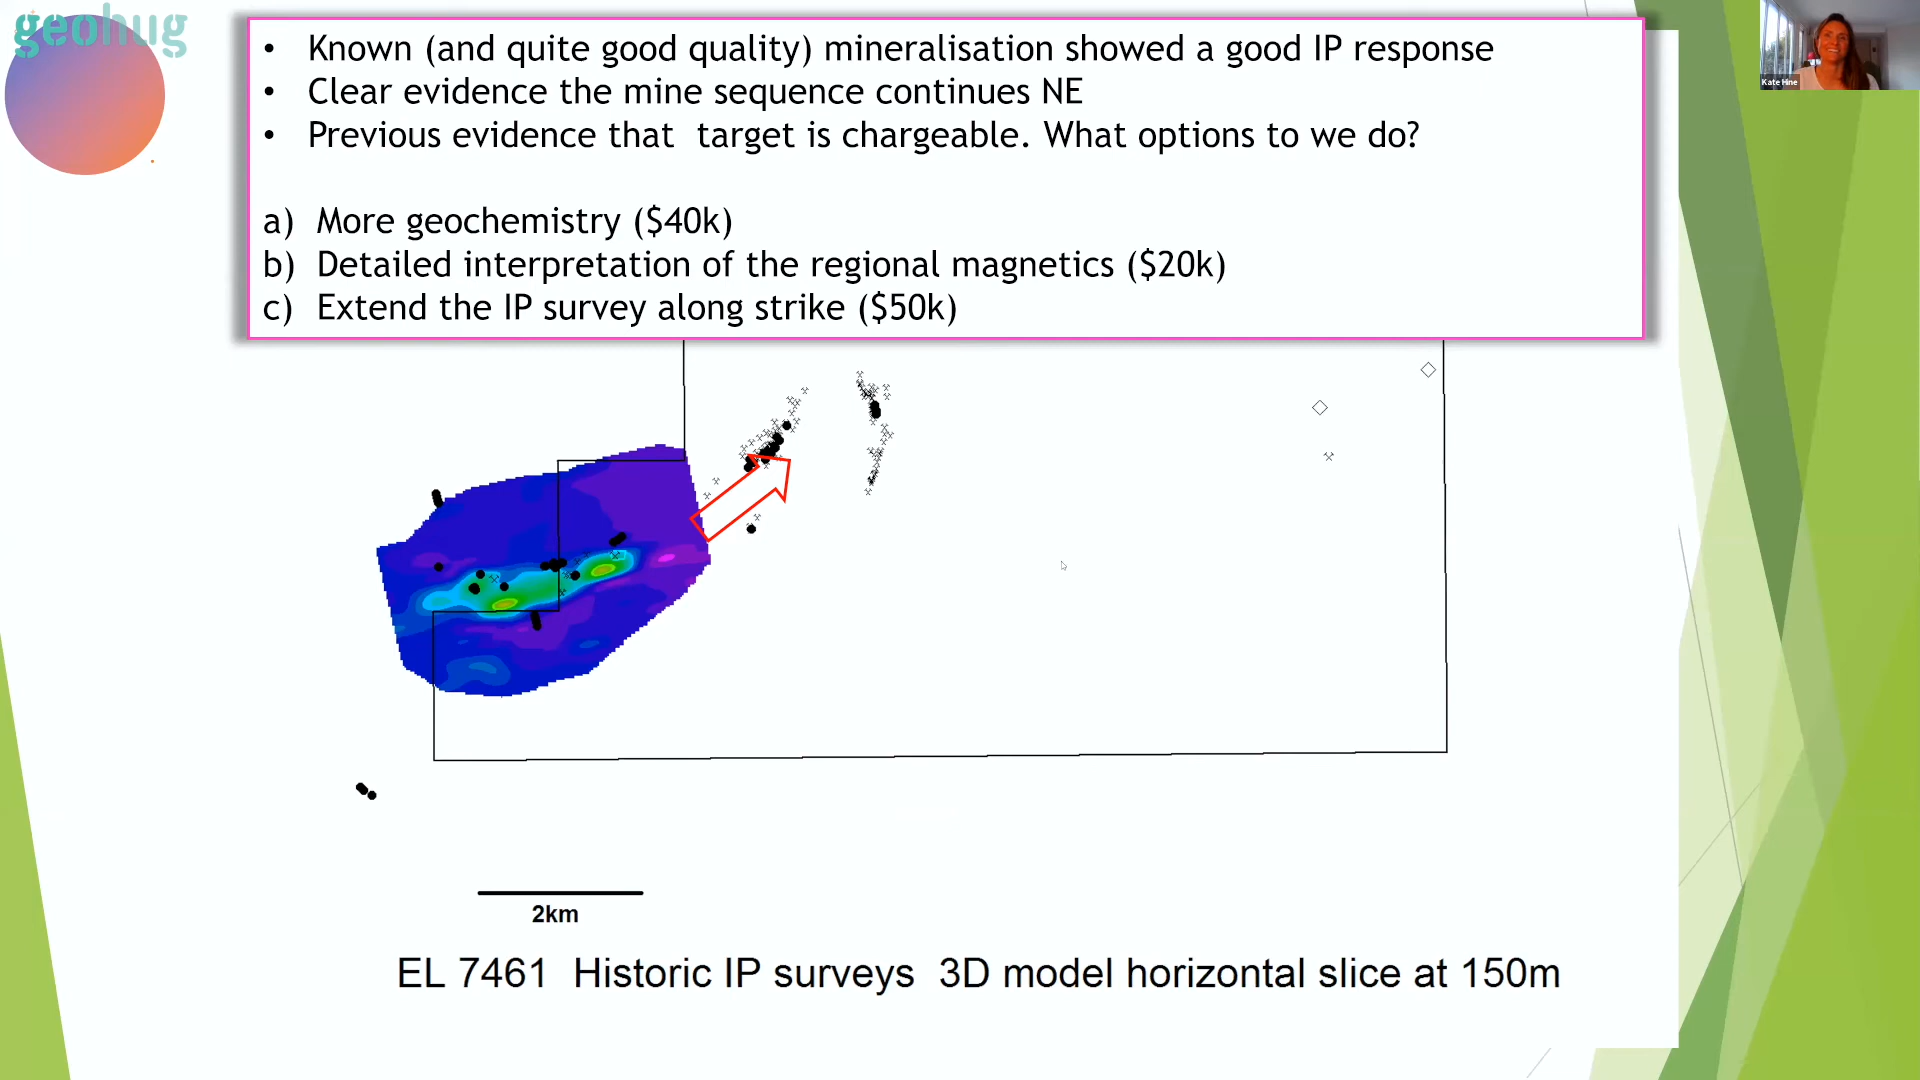 geohug
• Known (and quite good quality) mineralisation showed a good IP response
• Clear evidence the mine sequence continues NE
• Previous evidence that  target is chargeable. What options to we do?
a) More geochemistry ($40k)
b) Detailed interpretation of the regional magnetics ($20k)
c) Extend the IP survey along strike ($50k)
Kate Hine
2km
EL 7461  Historic IP surveys  3D model horizontal slice at 150m